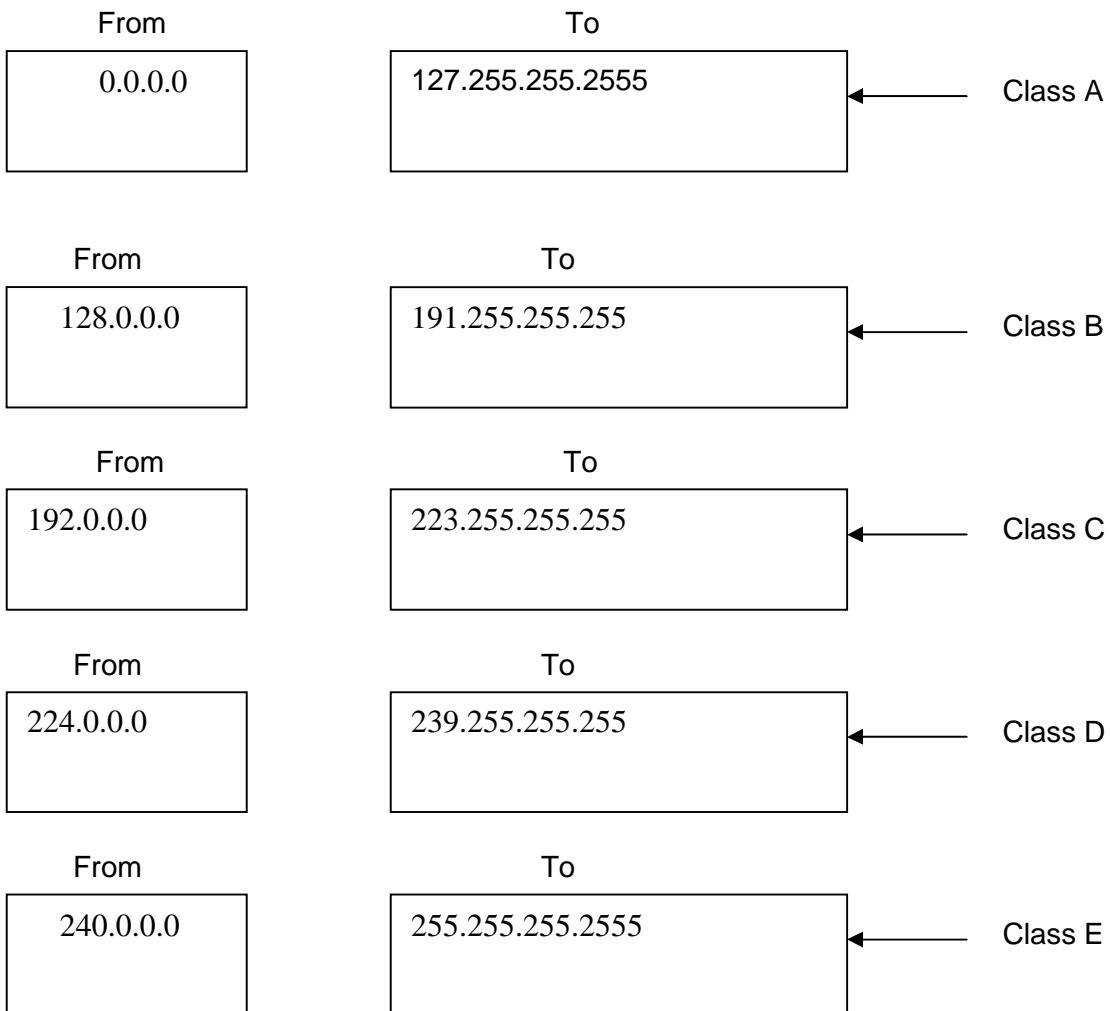 From To
0.0.0.0 127.255.255.2555 Class A
From To
128.0.0.0 191.255.255.255 Class B
From To
192.0.0.0 223.255.255.255 Class C
From To
224.0.0.0 239.255.255.255 Class D
From To
240.0.0.0 255.255.255.2555 Class E